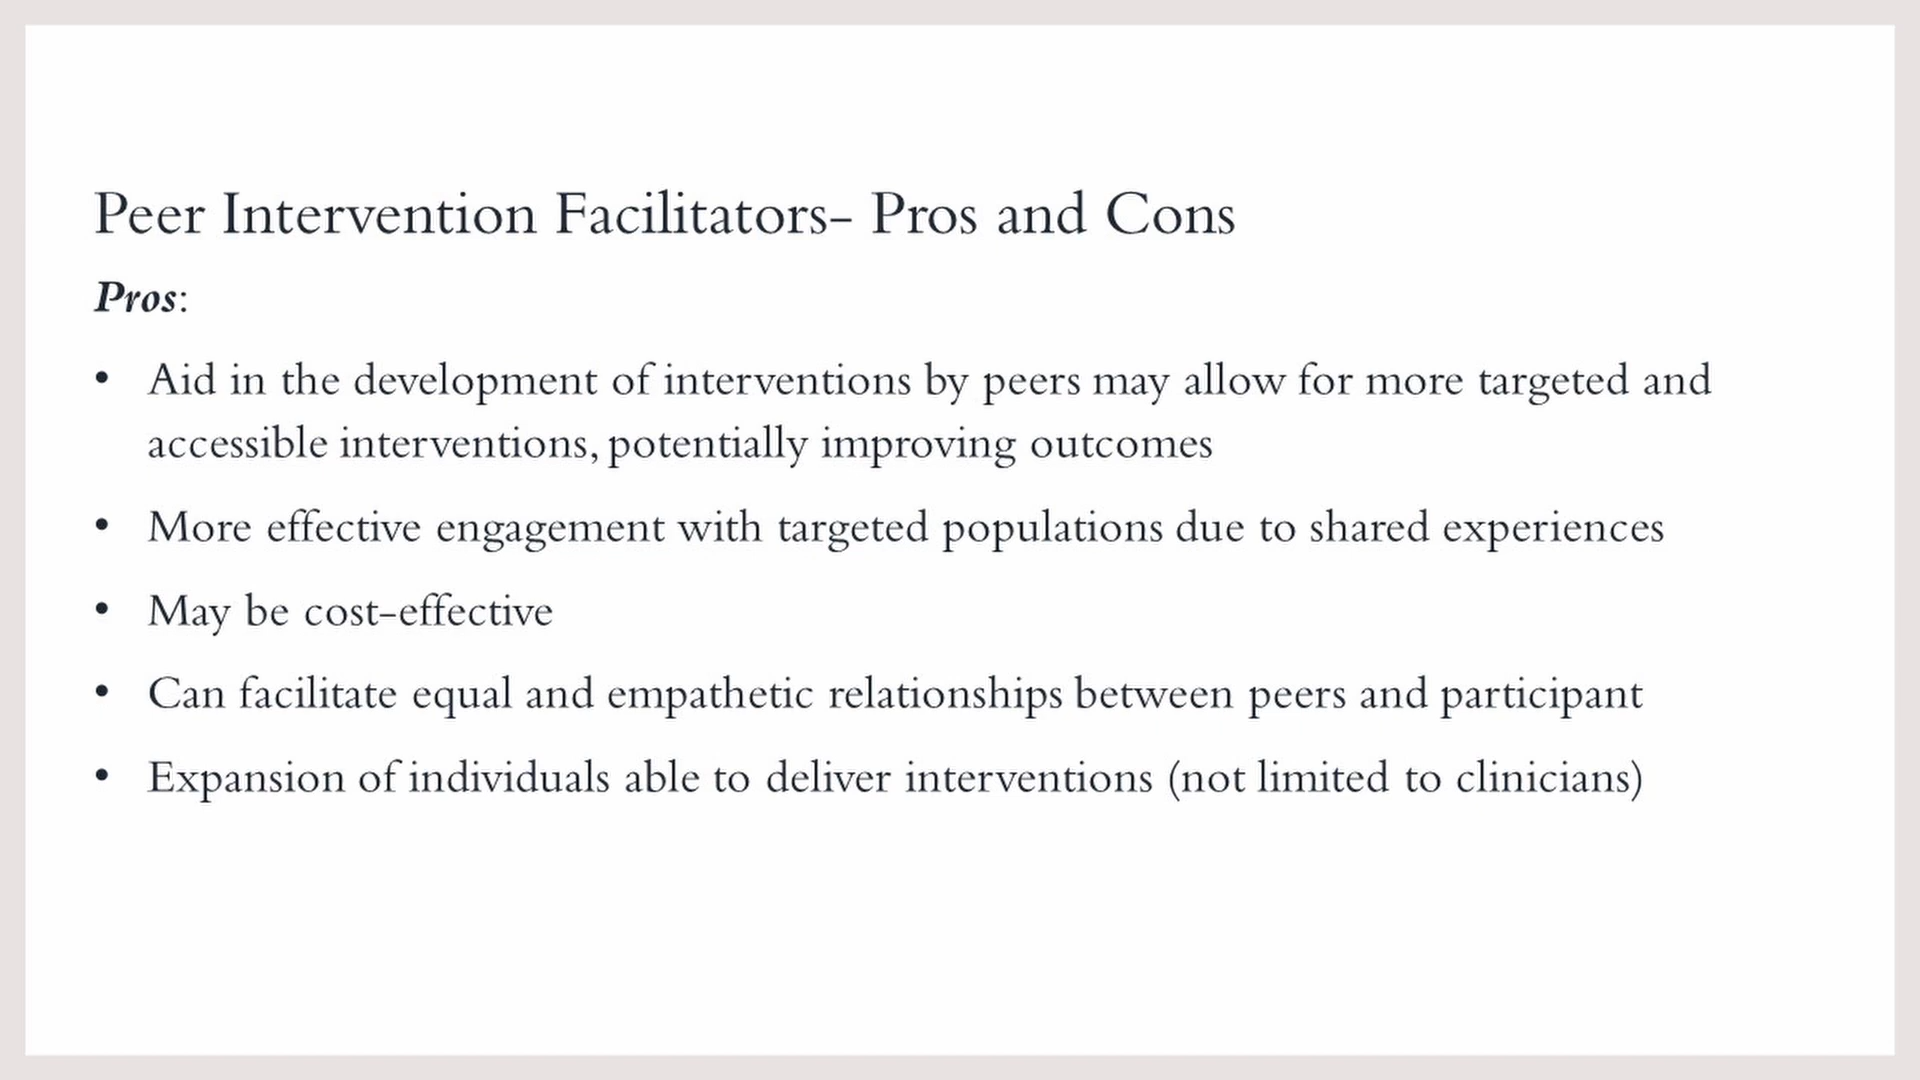 Peer Intervention Facilitators- Pros and Cons
Pros:
• Aid in the development of interventions by peers may allow for more targeted and
accessible interventions, potentially improving outcomes
• More effective engagement with targeted populations due to shared experiences
• May be cost-effective
• Can facilitate equal and empathetic relationships between peers and participant
• Expansion of individuals able to deliver interventions (not limited to clinicians)